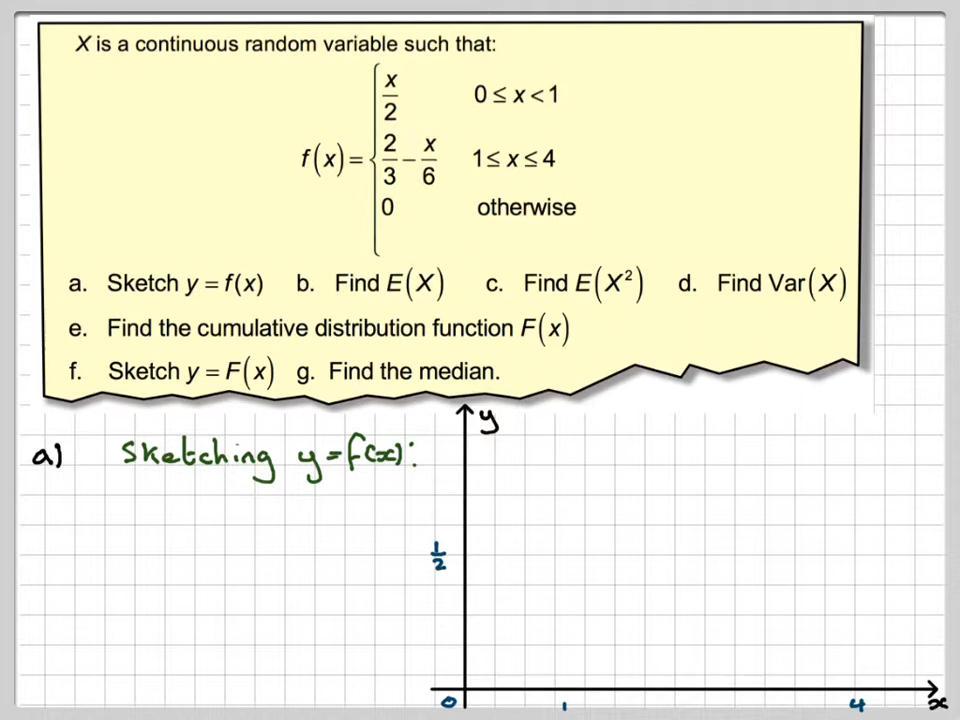 X is a continuous random variable such that:
f(x) = { x/2 0 ≤ x < 1
2/3 − x/6 1 ≤ x ≤ 4
0 otherwise
a. Sketch y = f(x) b. Find E(X) c. Find E(X²) d. Find Var(X)
e. Find the cumulative distribution function F(x)
f. Sketch y = F(x) g. Find the median.
a) Sketching y=f(x):
y
1/2
0 1 4 x